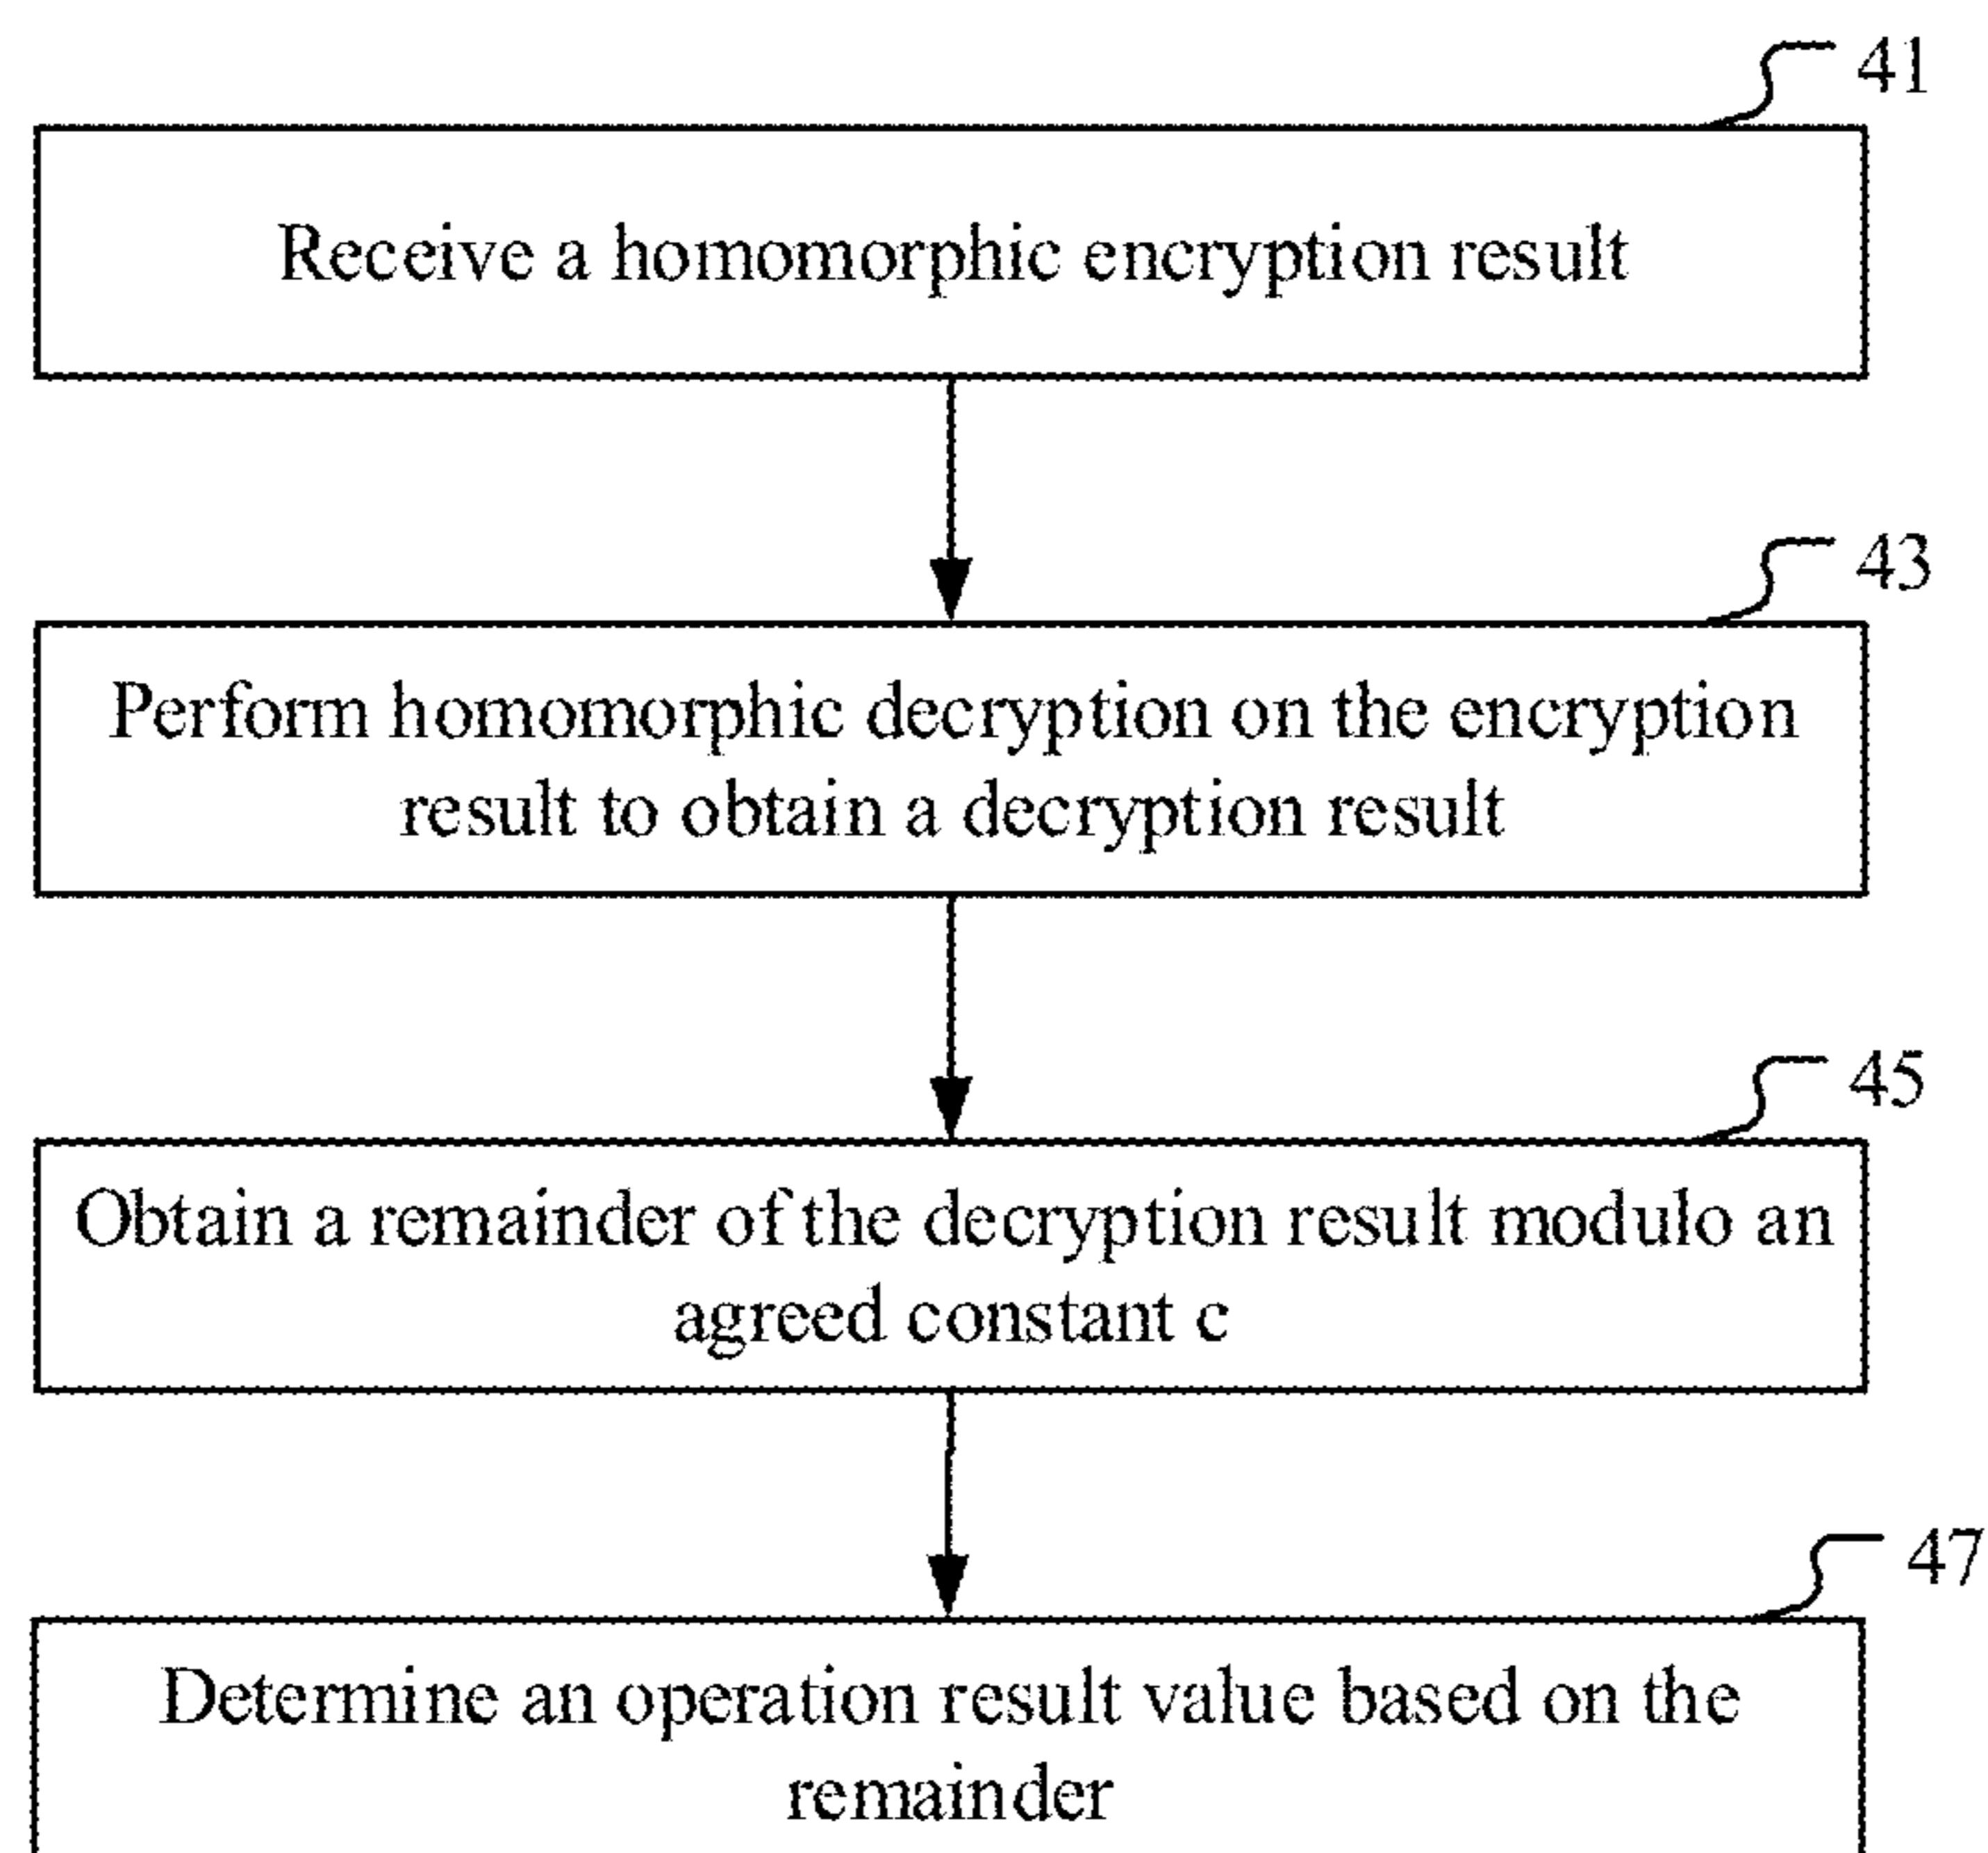 41
Receive a homomorphic encryption result
43
Perform homomorphic decryption on the encryption
result to obtain a decryption result
45
Obtain a remainder of the decryption result modulo an
agreed constant c
47
Determine an operation result value based on the
remainder